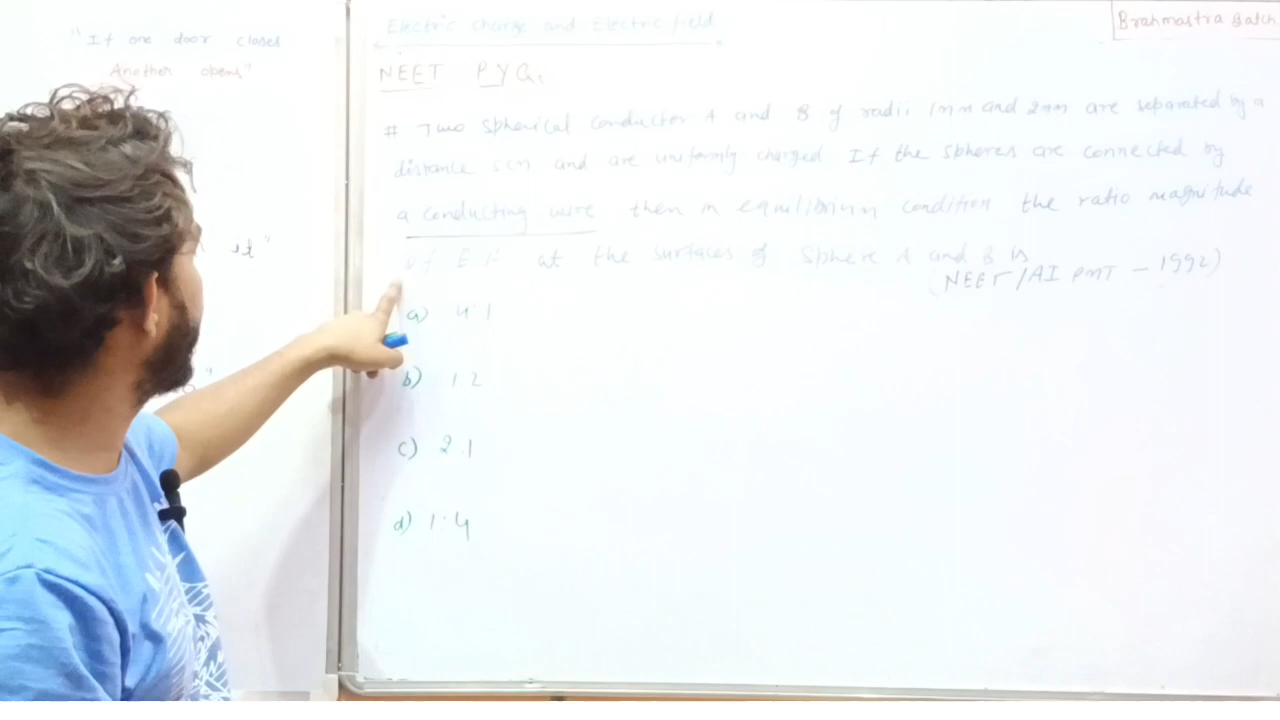 "If one door closes
Another opens"
it"
Electric charge and Electric field
Brahmastra Batch
NEET PYQs
# Two spherical conductor A and B of radii 1mm and 2mm are separated by a
distance 5cm and are uniformly charged If the spheres are connected by
a conducting wire then in equilibrium condition the ratio magnitude
of E.F at the surfaces of sphere A and B is
(NEET/AIPMT - 1992)
a) 4:1
b) 1:2
c) 2:1
d) 1:4